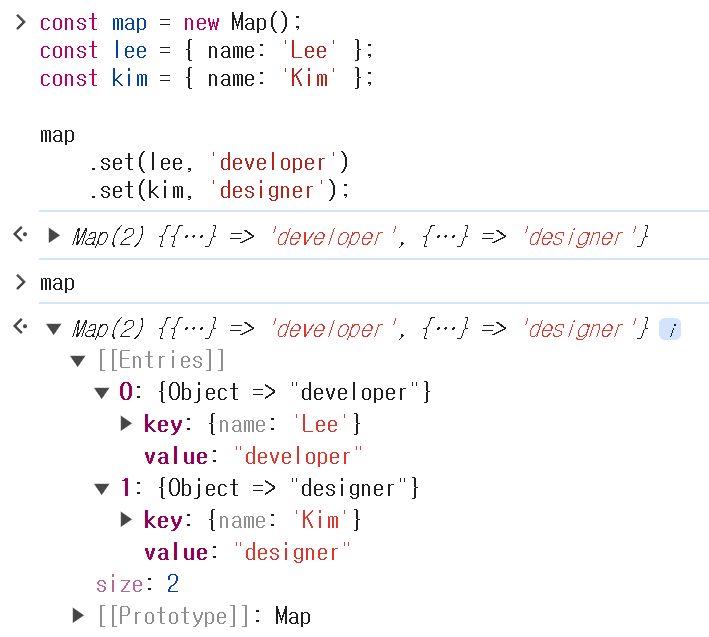 > const map = new Map();
const lee = { name: 'Lee' };
const kim = { name: 'Kim' };
map
.set(lee, 'developer')
.set(kim, 'designer');
Map(2) {{…} => 'developer', {…} => 'designer'}
> map
Map(2) {{…} => 'developer', {…} => 'designer'} i
[[Entries]]
0: {Object => "developer"}
key: {name: 'Lee'}
value: "developer"
1: {Object => "designer"}
key: {name: 'Kim'}
value: "designer"
size: 2
[[Prototype]]: Map